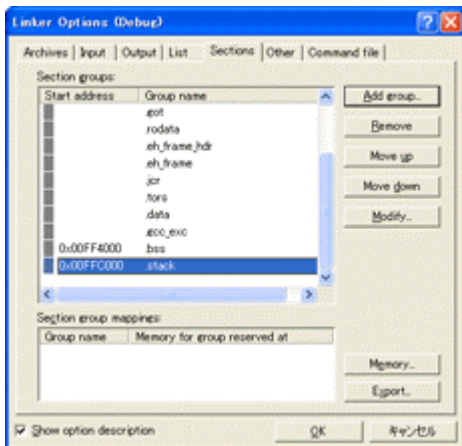 Linker Options (Debug)
Archives Input Output List Sections Other Command file
Section groups:
Start address Group name
.got
.rodata
.eh_frame_hdr
.eh_frame
.jcr
.tors
.data
.gcc_exc
0x00FF4000 .bss
0x00FFC000 .stack
Add group...
Remove
Move up
Move down
Modify...
Section group mappings:
Group name Memory for group reserved at
Memory...
Export...
Show option description
OK
キャンセル